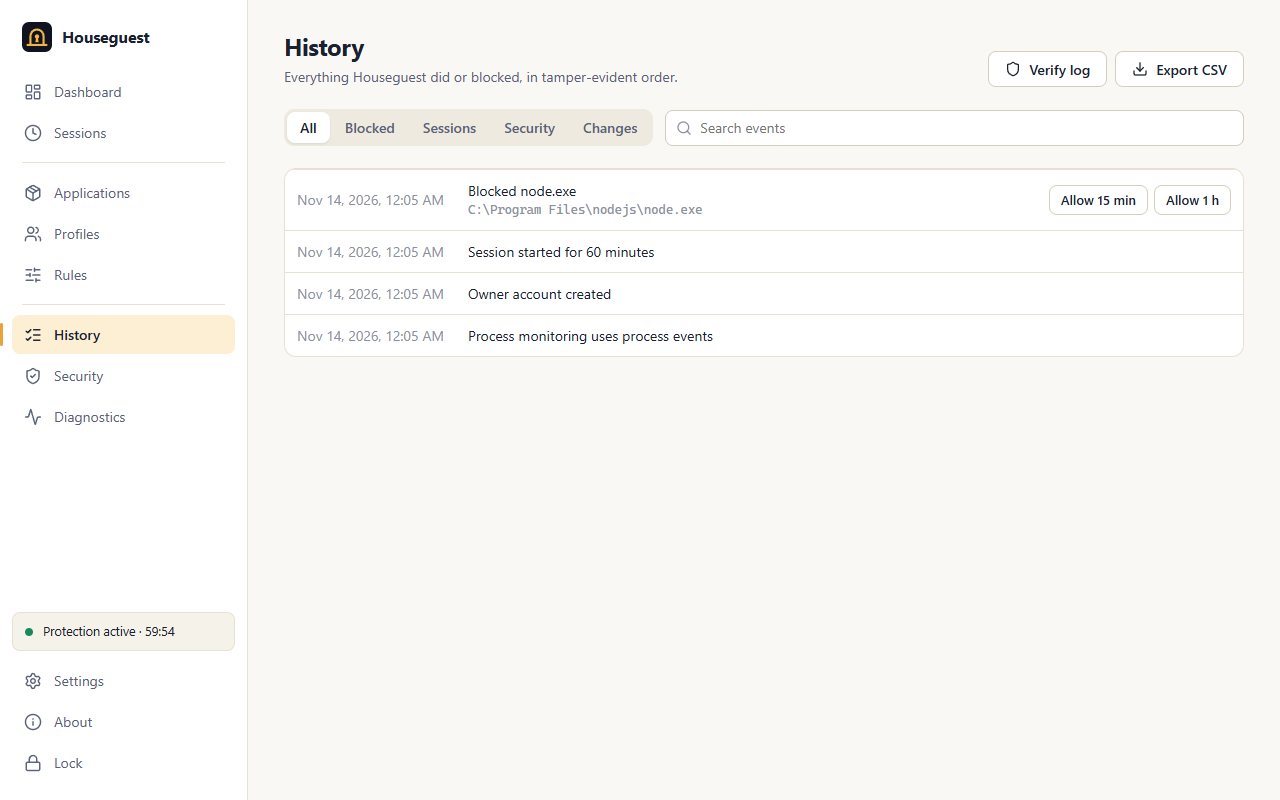 Houseguest
Dashboard
Sessions
Applications
Profiles
Rules
History
Security
Diagnostics
Protection active · 59:54
Settings
About
Lock
History
Everything Houseguest did or blocked, in tamper-evident order.
Verify log
Export CSV
All
Blocked
Sessions
Security
Changes
Search events
Nov 14, 2026, 12:05 AM
Blocked node.exe
C:\Program Files\nodejs\node.exe
Allow 15 min
Allow 1 h
Nov 14, 2026, 12:05 AM
Session started for 60 minutes
Nov 14, 2026, 12:05 AM
Owner account created
Nov 14, 2026, 12:05 AM
Process monitoring uses process events